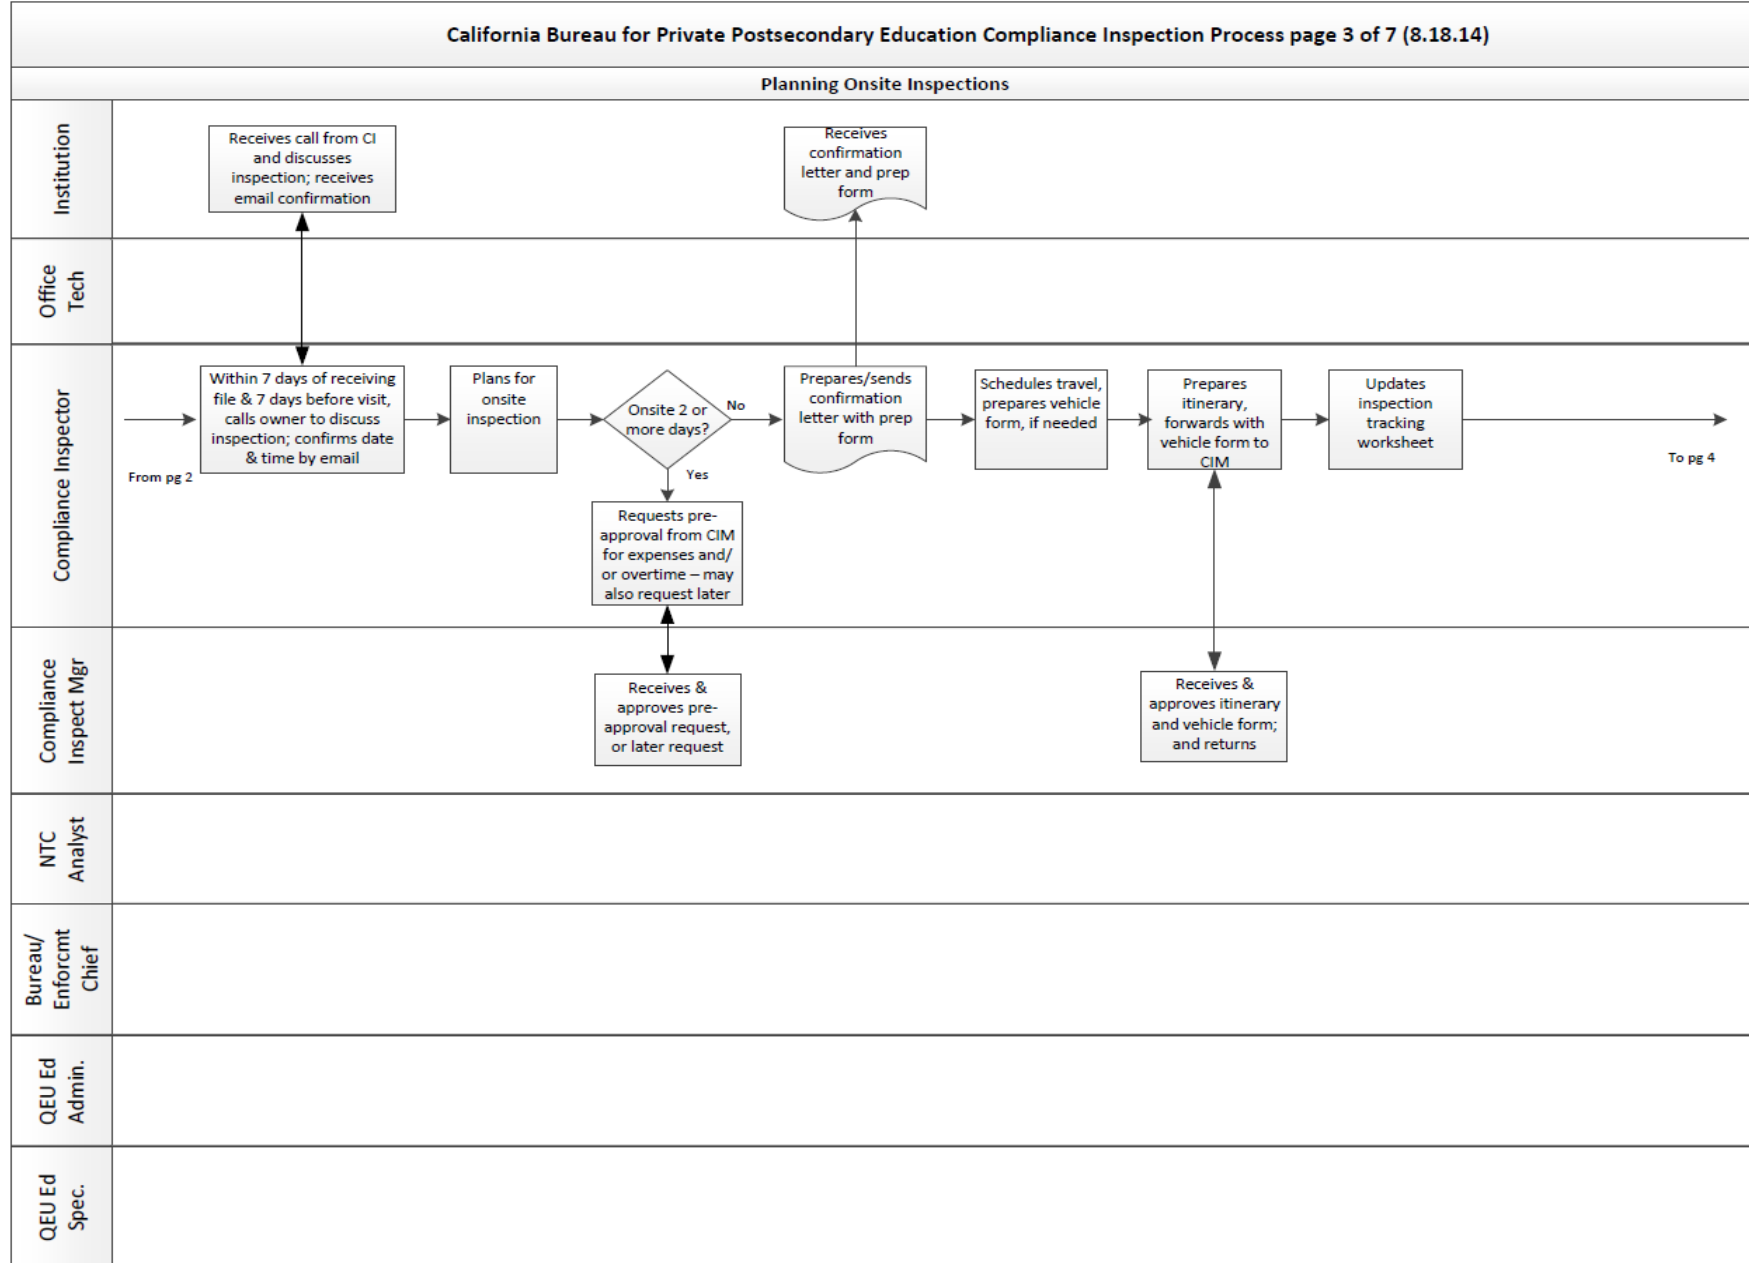 California Bureau for Private Postsecondary Education Compliance Inspection Process page 3 of 7 (8.18.14)
Planning Onsite Inspections
Institution
Receives call from CI
and discusses
inspection; receives
email confirmation
Receives
confirmation
letter and prep
form
Office
Tech
Compliance Inspector
From pg 2
Within 7 days of receiving
file & 7 days before visit,
calls owner to discuss
inspection; confirms date
& time by email
Plans for
onsite
inspection
Onsite 2 or
more days?
No
Yes
Requests pre-
approval from CIM
for expenses and/
or overtime – may
also request later
Prepares/sends
confirmation
letter with prep
form
Schedules travel,
prepares vehicle
form, if needed
Prepares
itinerary,
forwards with
vehicle form to
CIM
Updates
inspection
tracking
worksheet
To pg 4
Compliance
Inspect Mgr
Receives &
approves pre-
approval request,
or later request
Receives &
approves itinerary
and vehicle form;
and returns
NTC
Analyst
Bureau/
Enforcmt
Chief
QEU Ed
Admin.
QEU Ed
Spec.